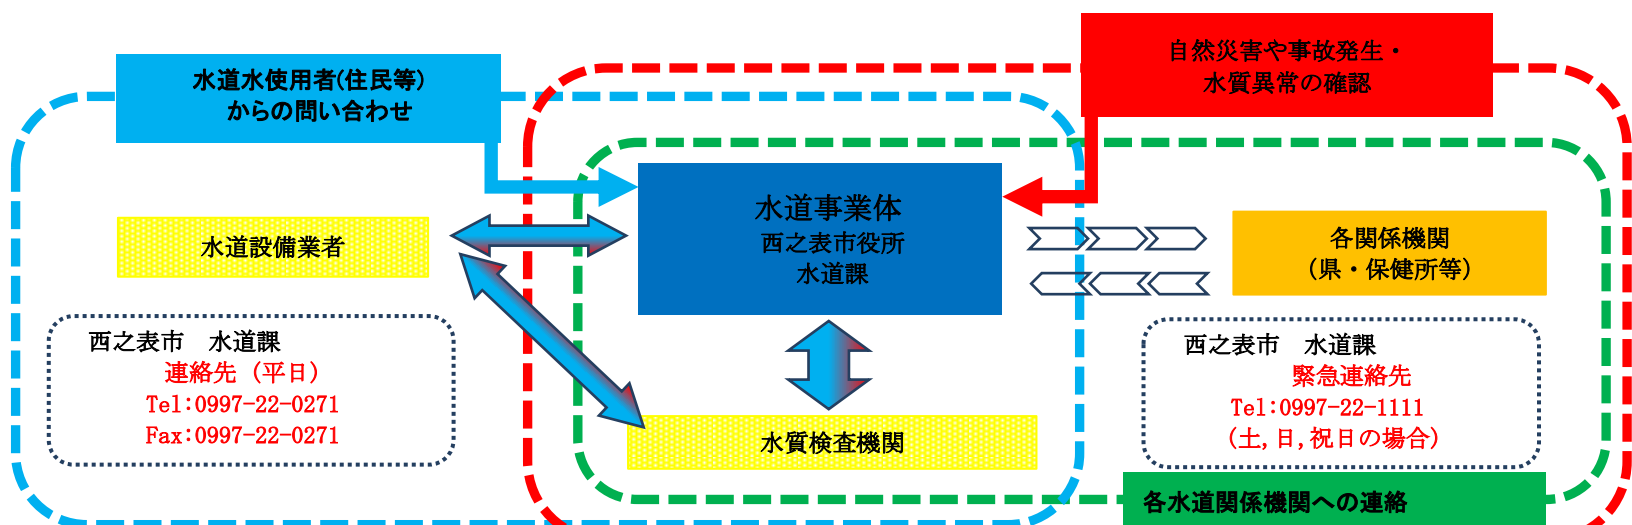 水道水使用者(住民等)
からの問い合わせ
自然災害や事故発生・
水質異常の確認
水道事業体
西之表市役所
水道課
水道設備業者
各関係機関
（県・保健所等）
西之表市　水道課
連絡先（平日）
Tel:0997-22-0271
Fax:0997-22-0271
西之表市　水道課
緊急連絡先
Tel:0997-22-1111
（土,日,祝日の場合）
水質検査機関
各水道関係機関への連絡